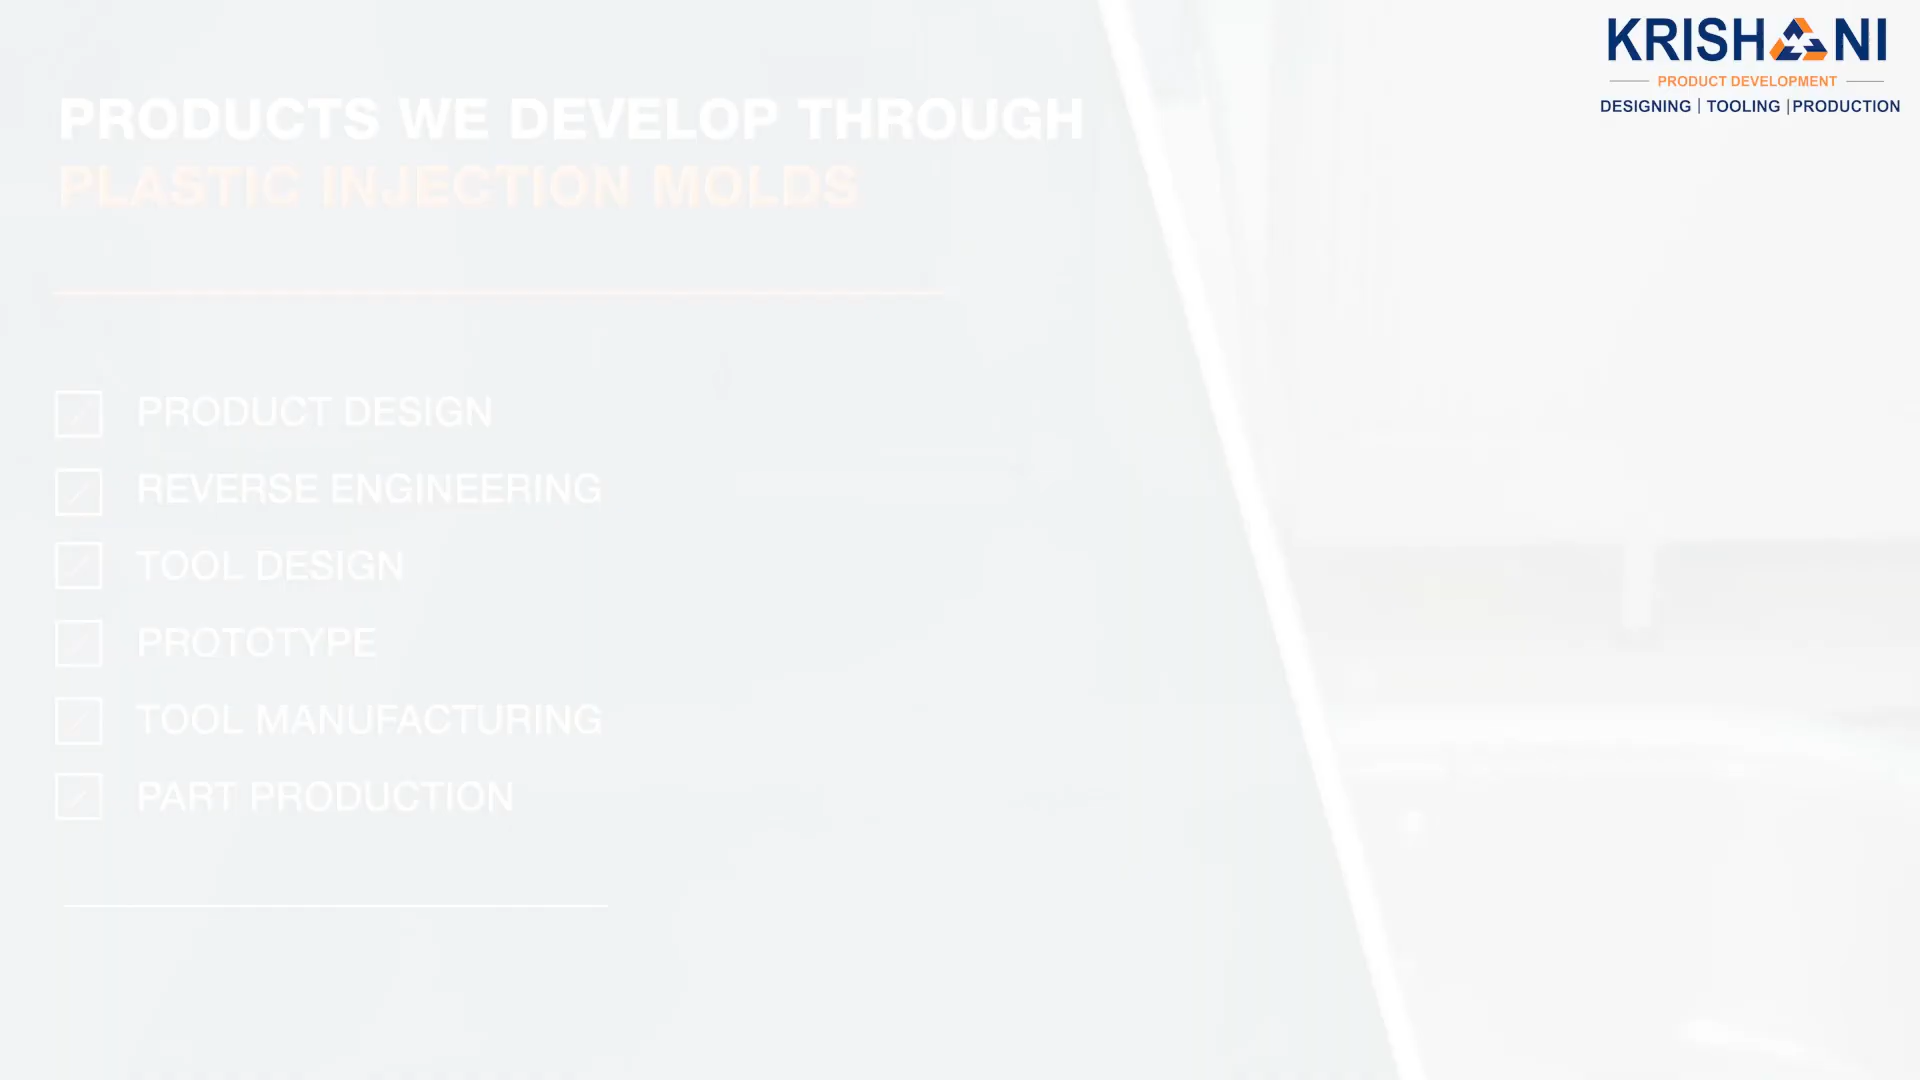 KRISHANI
PRODUCT DEVELOPMENT
DESIGNING | TOOLING | PRODUCTION
PRODUCTS WE DEVELOP THROUGH
PLASTIC INJECTION MOLDS
PRODUCT DESIGN
REVERSE ENGINEERING
TOOL DESIGN
PROTOTYPE
TOOL MANUFACTURING
PART PRODUCTION